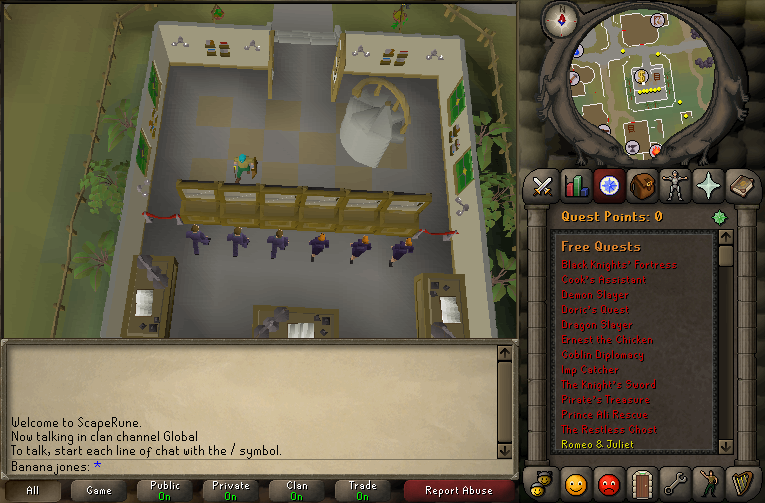 N
Quest Points: 0
Free Quests
Black Knights' Fortress
Cook's Assistant
Demon Slayer
Doric's Quest
Dragon Slayer
Ernest the Chicken
Goblin Diplomacy
Imp Catcher
The Knight's Sword
Pirate's Treasure
Prince Ali Rescue
The Restless Ghost
Romeo & Juliet
Welcome to ScapeRune.
Now talking in clan channel Global
To talk, start each line of chat with the / symbol.
Banana jones: *
All
Game
Public
On
Private
On
Clan
On
Trade
On
Report Abuse